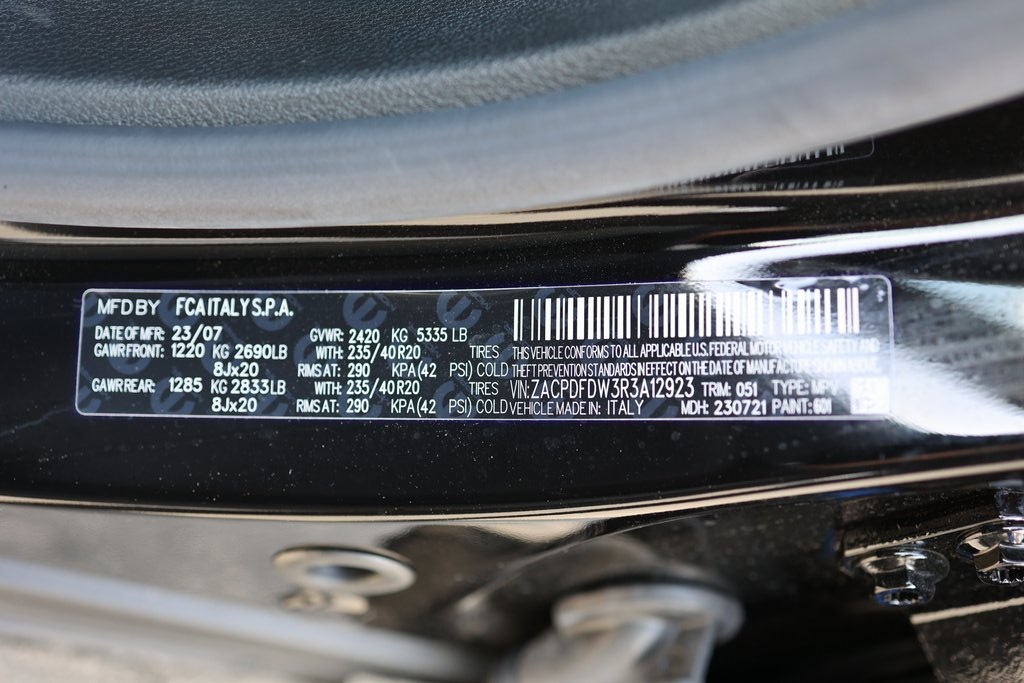 MFD BY FCA ITALY S.P.A.
DATE OF MFR: 23/07 GVWR: 2420 KG 5335 LB
GAWR FRONT: 1220 KG 2690LB WITH: 235/40 R20 TIRES
8Jx20 RIMS AT: 290 KPA(42 PSI) COLD
GAWR REAR: 1285 KG 2833LB WITH: 235/40 R20 TIRES
8Jx20 RIMS AT: 290 KPA(42 PSI) COLD
THIS VEHICLE CONFORMS TO ALL APPLICABLE U.S. FEDERAL MOTOR VEHICLE SAFETY AND
THEFT PREVENTION STANDARDS IN EFFECT ON THE DATE OF MANUFACTURE SHOWN ABOVE.
VIN: ZACPDFDW3R3A12923 TRIM: 051 TYPE: MPV
VEHICLE MADE IN: ITALY MDH: 230721 PAINT: 601